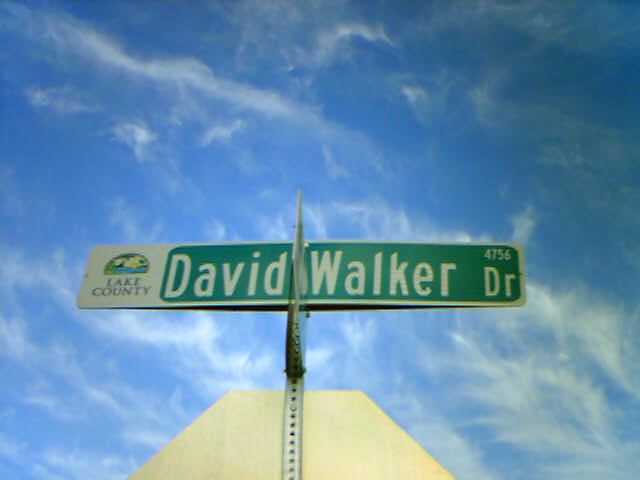 LAKE
COUNTY
David Walker Dr
4756